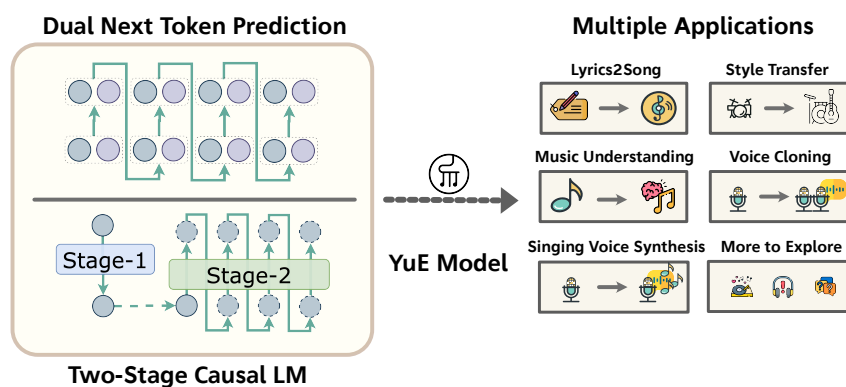 Dual Next Token Prediction
Multiple Applications
Lyrics2Song
Style Transfer
Music Understanding
Voice Cloning
Stage-1
Stage-2
YuE Model
Singing Voice Synthesis
More to Explore
Two-Stage Causal LM